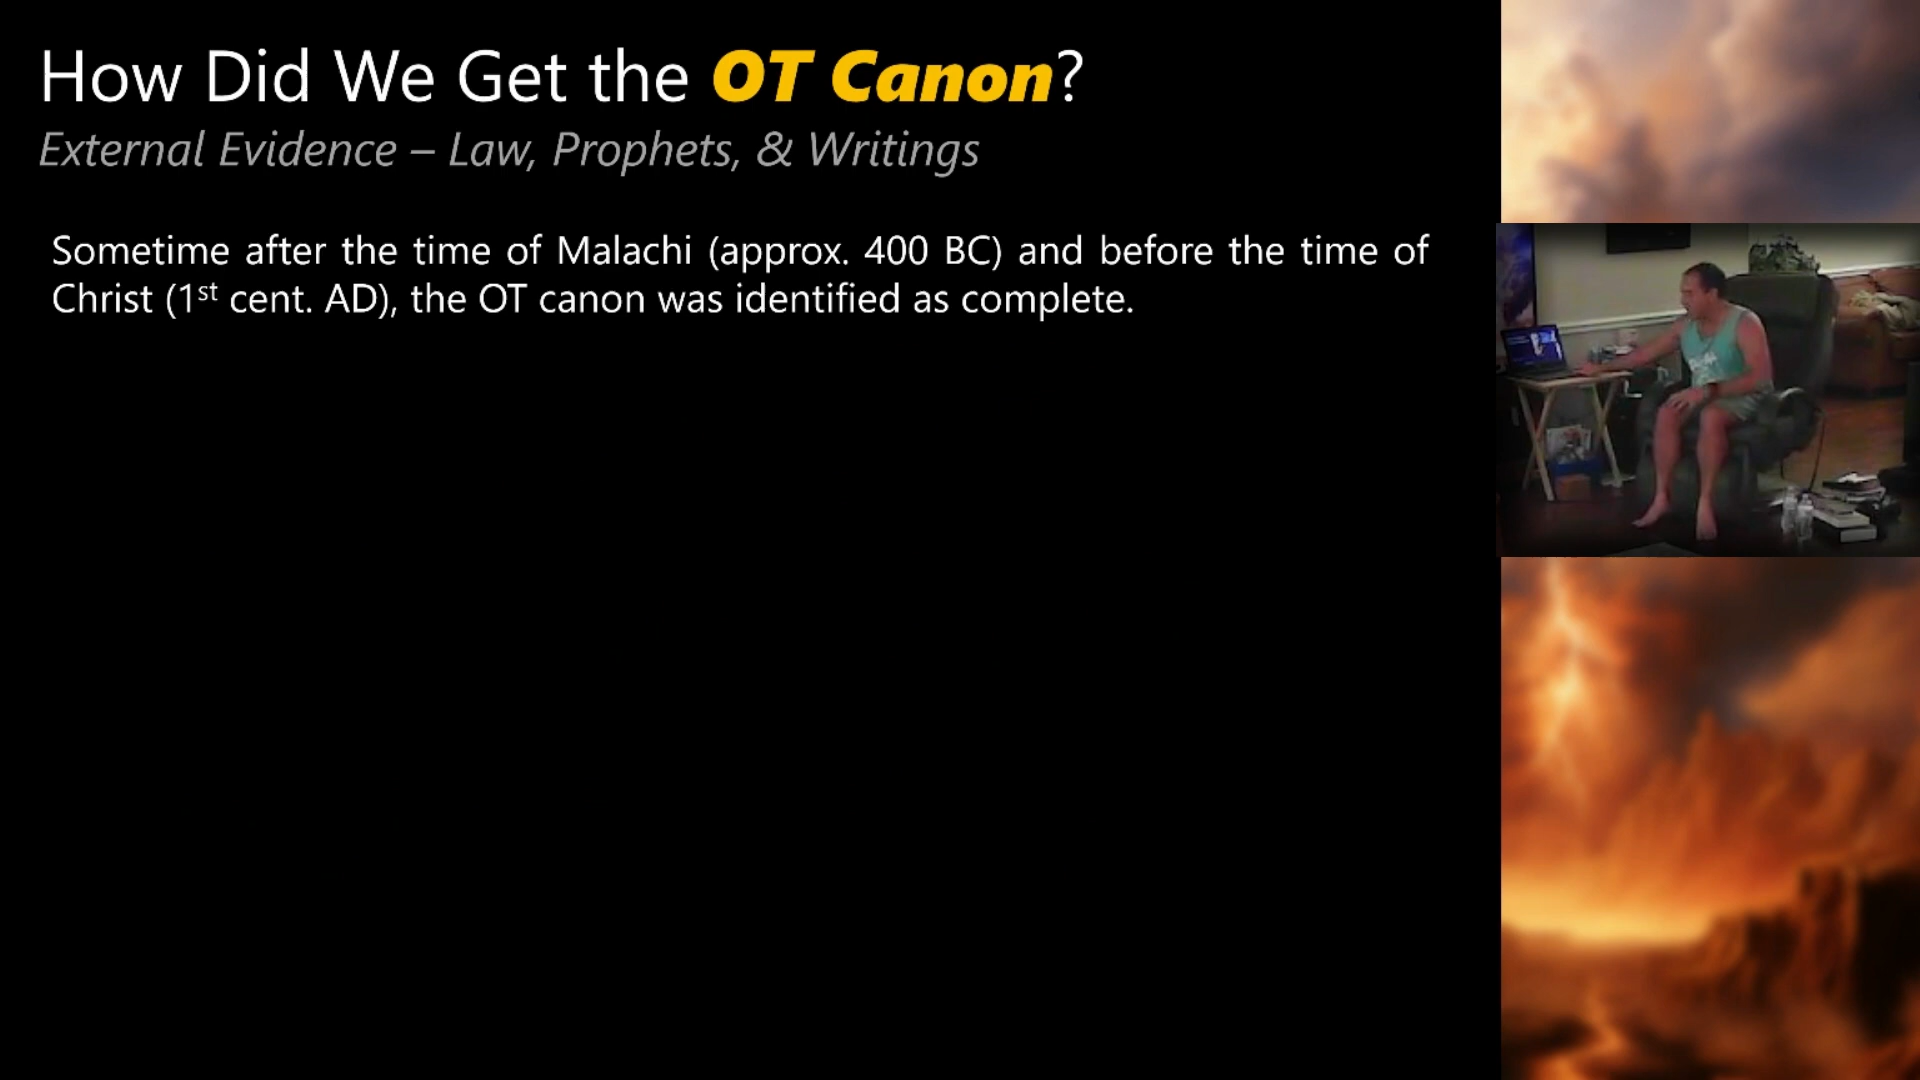 How Did We Get the OT Canon?
External Evidence – Law, Prophets, & Writings
Sometime after the time of Malachi (approx. 400 BC) and before the time of
Christ (1st cent. AD), the OT canon was identified as complete.